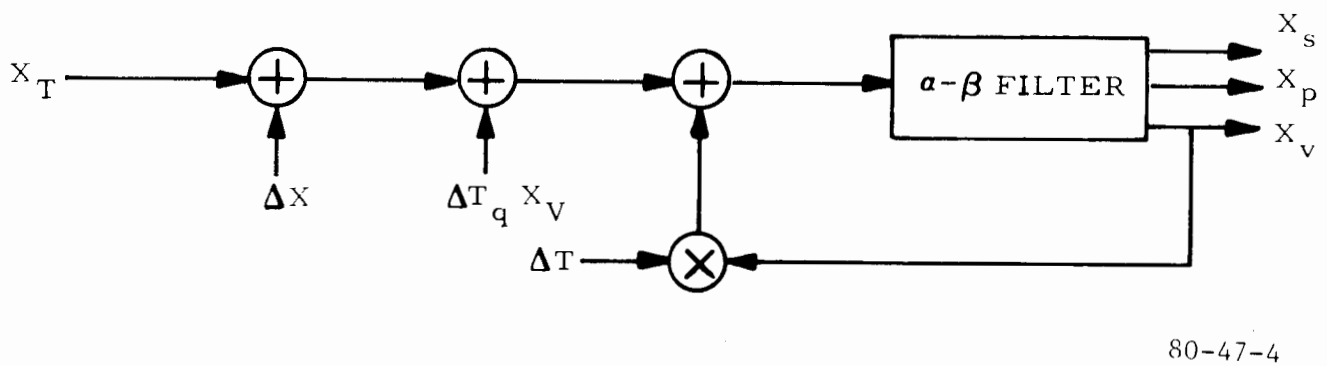 X_T
+
+
+
α-β FILTER
X_s
X_p
X_v
ΔX
ΔT_q X_V
ΔT
×
80-47-4